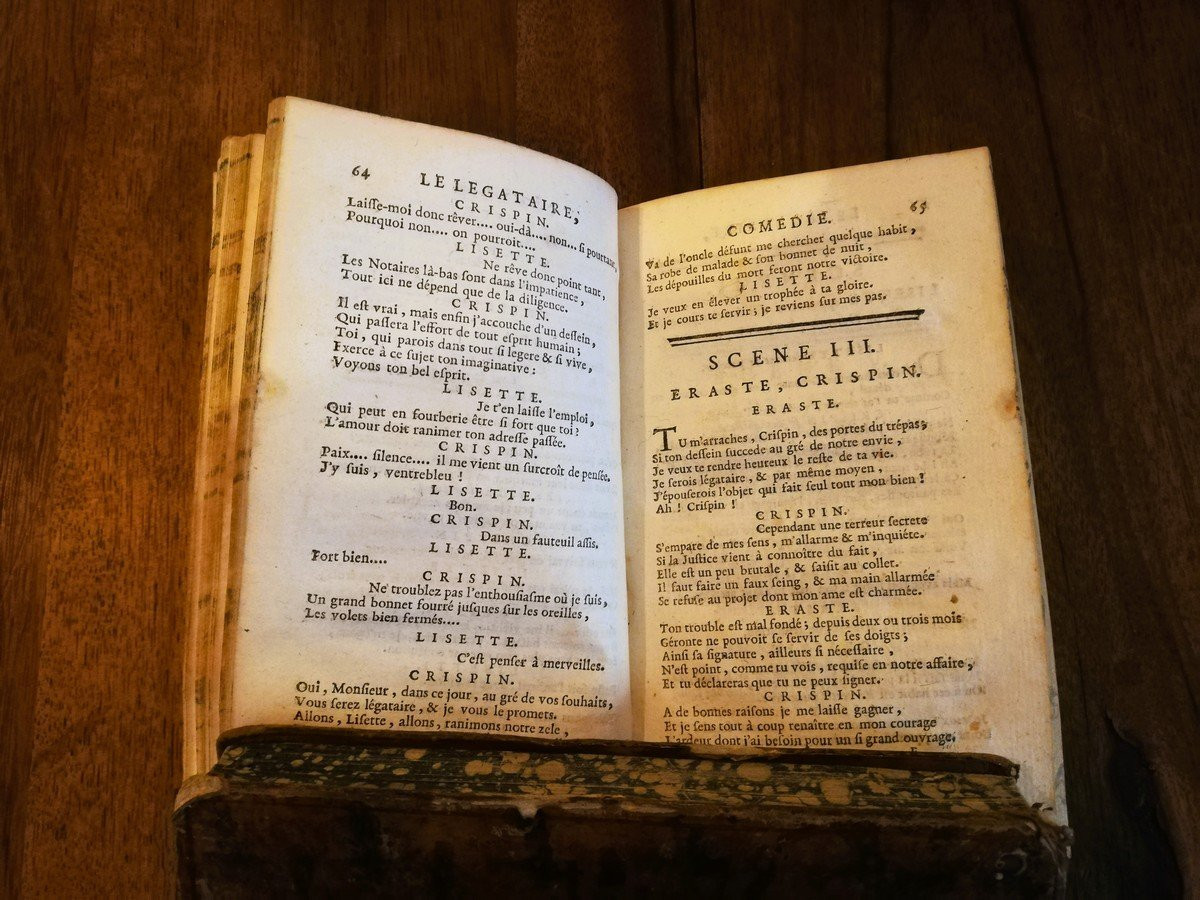 64
LE LEGATAIRE,
CRISPIN.
Laisse-moi donc rêver.... oui-dà.... non... si pourtant,
Pourquoi non.... on pourroit....
LISETTE.
Ne rêve donc point tant,
Les Notaires là-bas sont dans l'impatience,
Tout ici ne dépend que de la diligence.
CRISPIN.
Il est vrai, mais enfin j'accouche d'un dessein,
Qui passera l'effort de tout esprit humain;
Toi, qui parois dans tout si legere & si vive,
Exerce à ce sujet ton imaginative:
Voyons ton bel esprit.
LISETTE.
Je t'en laisse l'emploi,
Qui peut en fourberie être si fort que toi?
L'amour doit ranimer ton adresse passée.
CRISPIN.
Paix.... silence.... il me vient un surcroît de pensée.
J'y suis, ventrebleu!
LISETTE.
Bon.
CRISPIN.
Dans un fauteuil assis.
LISETTE.
Fort bien....
CRISPIN.
Ne troublez pas l'enthousiasme où je suis,
Un grand bonnet fourré jusques sur les oreilles,
Les volets bien fermés....
LISETTE.
C'est penser à merveilles.
CRISPIN.
Oui, Monsieur, dans ce jour, au gré de vos souhaits,
Vous serez légataire, & je vous le promets.
Allons, Lisette, allons, ranimons notre zele,
COMEDIE.
65
Va de l'oncle défunt me chercher quelque habit,
Sa robe de malade & son bonnet de nuit,
Les dépouilles du mort feront notre victoire.
LISETTE.
Je veux en élever un trophée à ta gloire.
Et je cours te servir; je reviens sur mes pas.
SCENE III.
ERASTE, CRISPIN.
ERASTE.
TU m'arraches, Crispin, des portes du trépas;
Si ton dessein succede au gré de notre envie,
Je veux te rendre heureux le reste de ta vie.
Je serois légataire, & par même moyen,
J'épouserois l'objet qui fait seul tout mon bien!
Ah! Crispin!
CRISPIN.
Cependant une terreur secrete
S'empare de mes sens, m'allarme & m'inquiéte.
Si la Justice vient à connoître du fait,
Elle est un peu brutale, & saisit au collet.
Il faut faire un faux seing, & ma main allarmée
Se refuse au projet dont mon ame est charmée.
ERASTE.
Ton trouble est mal fondé; depuis deux ou trois mois
Géronte ne pouvoit se servir de ses doigts;
Ainsi sa signature, ailleurs si nécessaire,
N'est point, comme tu vois, requise en notre affaire,
Et tu déclareras que tu ne peux signer.
CRISPIN.
A de bonnes raisons je me laisse gagner,
Et je sens tout à coup renaître en mon courage
L'ardeur dont j'ai besoin pour un si grand ouvrage.